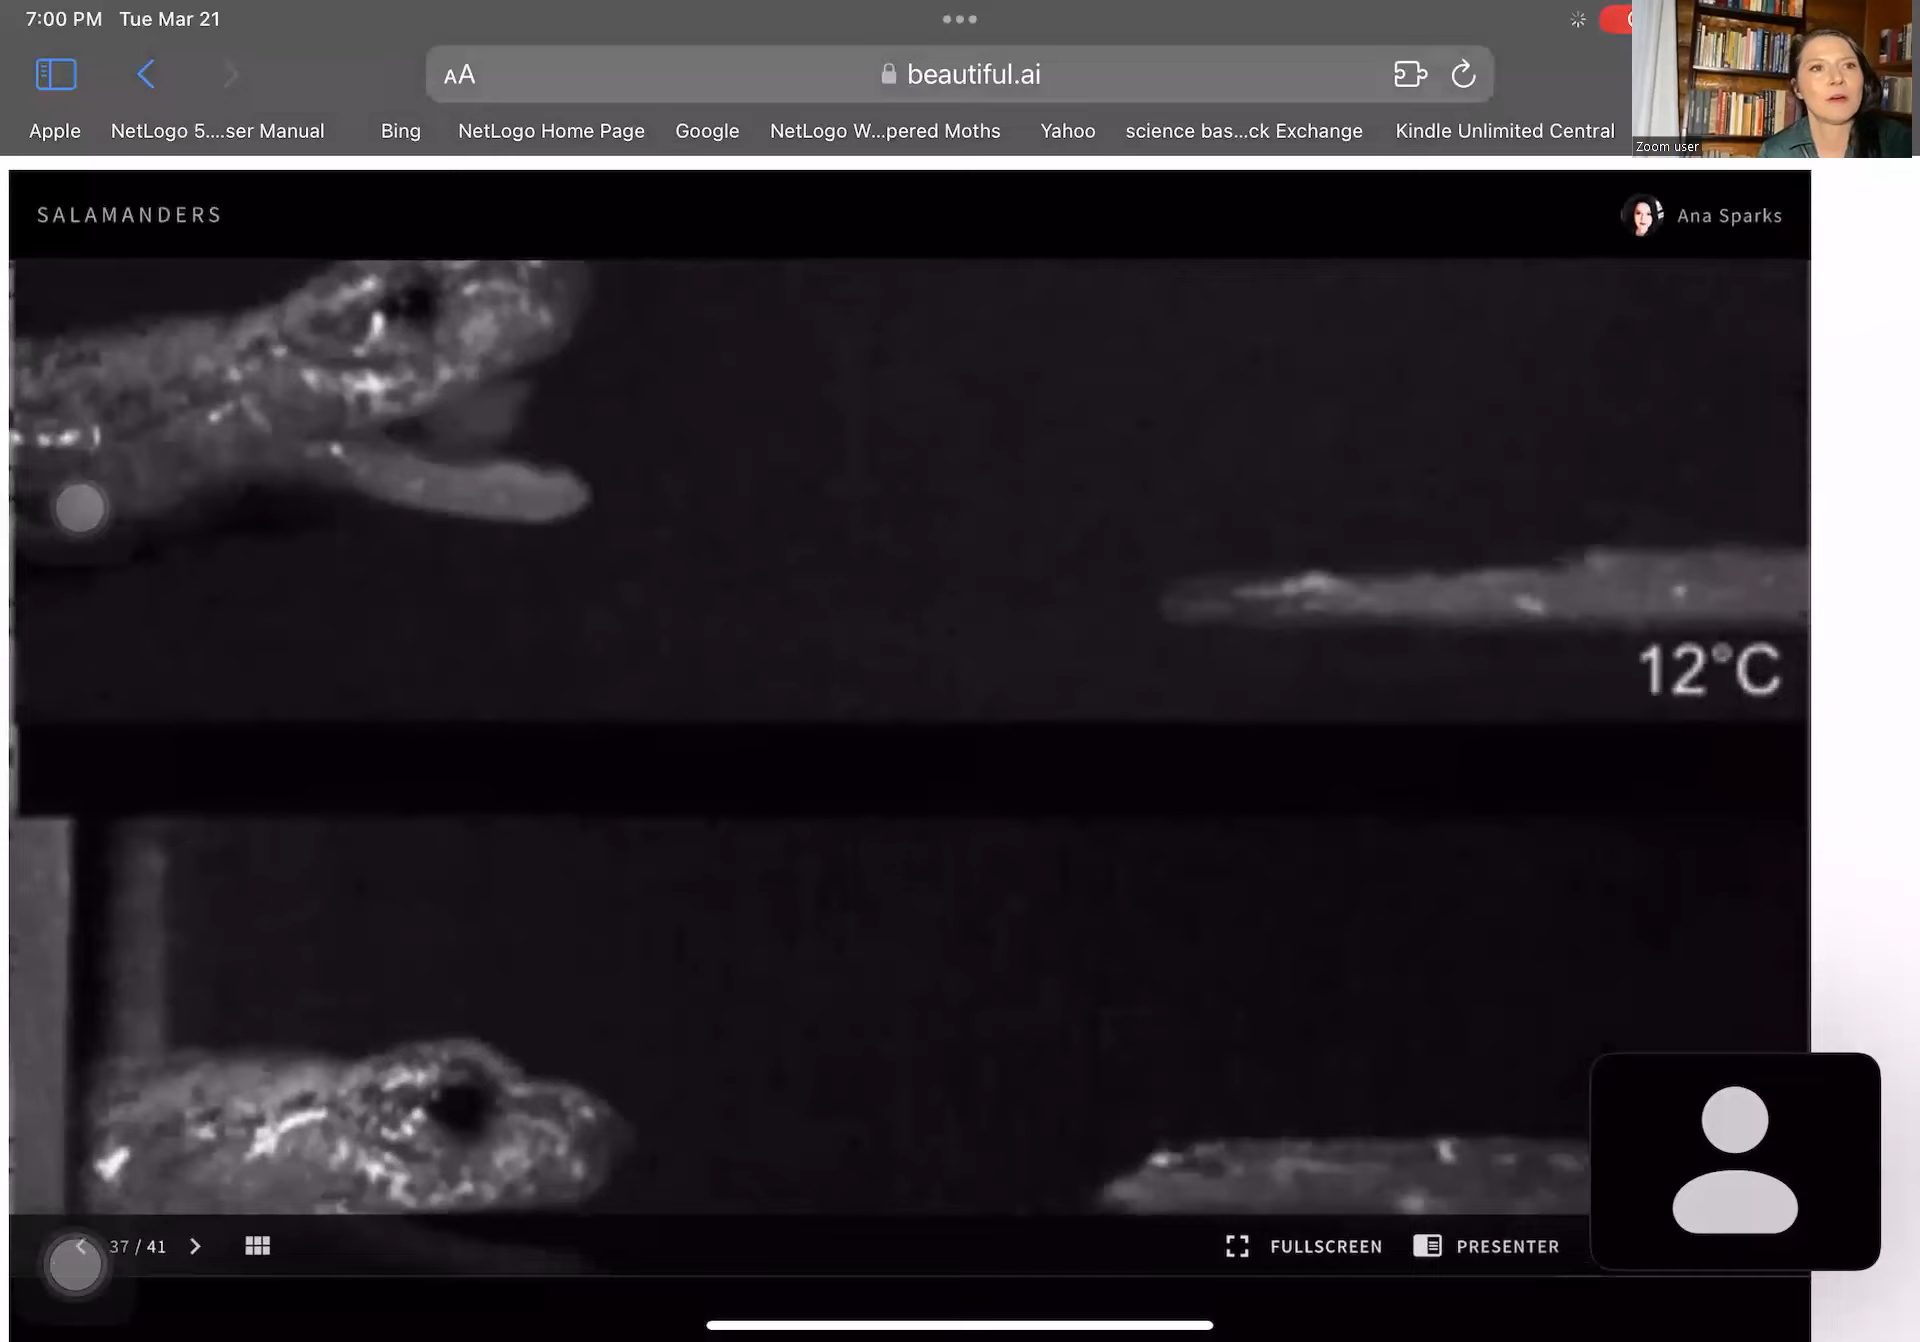 7:00 PM Tue Mar 21
AA beautiful.ai
Apple NetLogo 5....ser Manual Bing NetLogo Home Page Google NetLogo W...pered Moths Yahoo science bas...ck Exchange Kindle Unlimited Central
Zoom user
SALAMANDERS
Ana Sparks
12°C
37 / 41
FULLSCREEN
PRESENTER